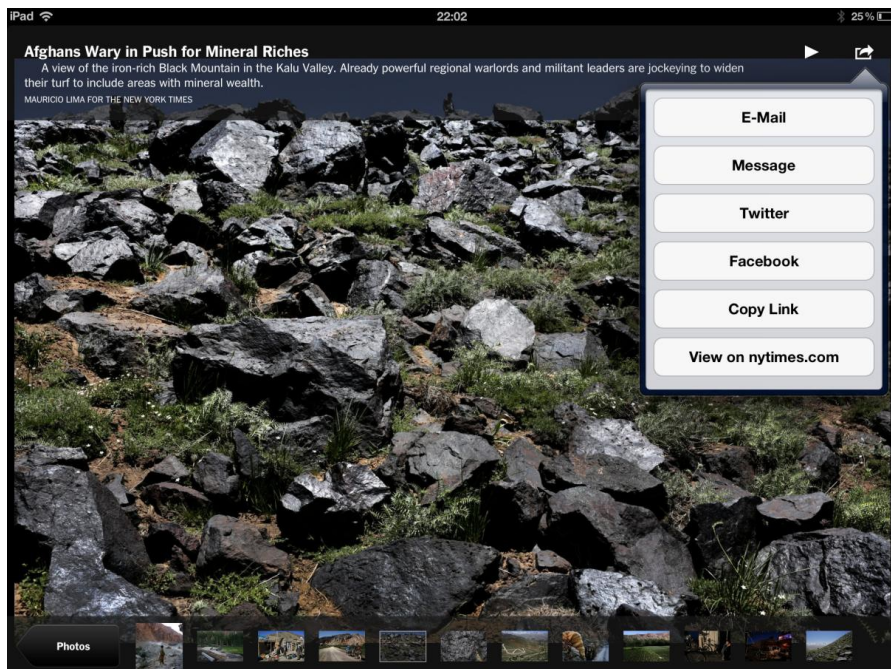 iPad 22:02 25%
Afghans Wary in Push for Mineral Riches
A view of the iron-rich Black Mountain in the Kalu Valley. Already powerful regional warlords and militant leaders are jockeying to widen
their turf to include areas with mineral wealth.
MAURICIO LIMA FOR THE NEW YORK TIMES
E-Mail
Message
Twitter
Facebook
Copy Link
View on nytimes.com
Photos